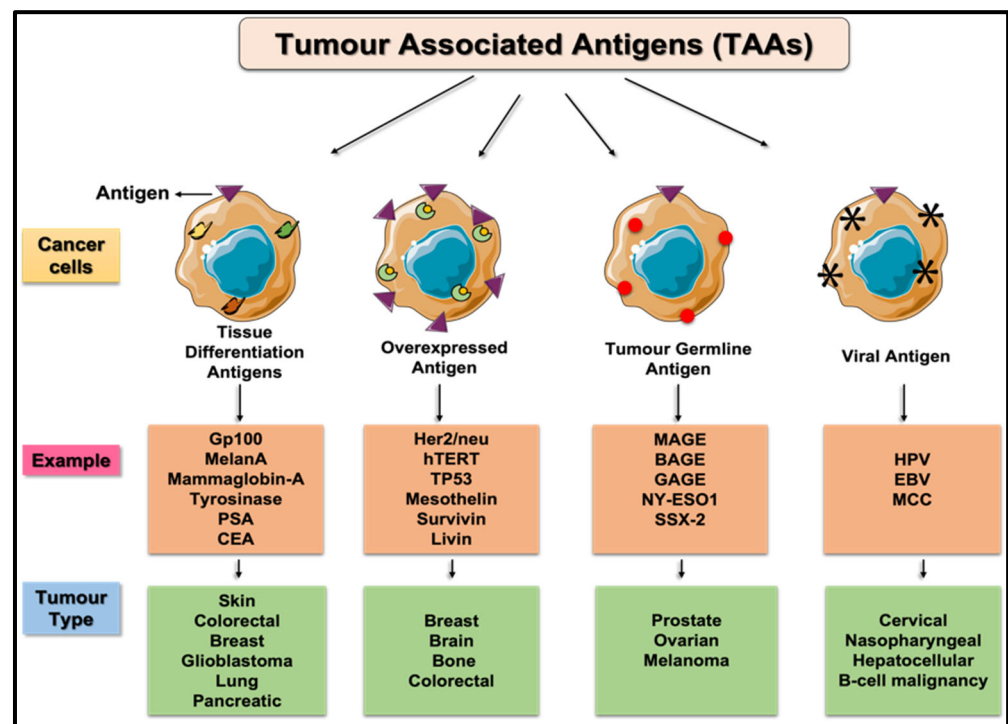 Tumour Associated Antigens (TAAs)
Antigen
Cancer
cells
Tissue
Differentiation
Antigens
Overexpressed
Antigen
Tumour Germline
Antigen
Viral Antigen
Example
Gp100
MelanA
Mammaglobin-A
Tyrosinase
PSA
CEA
Her2/neu
hTERT
TP53
Mesothelin
Survivin
Livin
MAGE
BAGE
GAGE
NY-ESO1
SSX-2
HPV
EBV
MCC
Tumour
Type
Skin
Colorectal
Breast
Glioblastoma
Lung
Pancreatic
Breast
Brain
Bone
Colorectal
Prostate
Ovarian
Melanoma
Cervical
Nasopharyngeal
Hepatocellular
B-cell malignancy